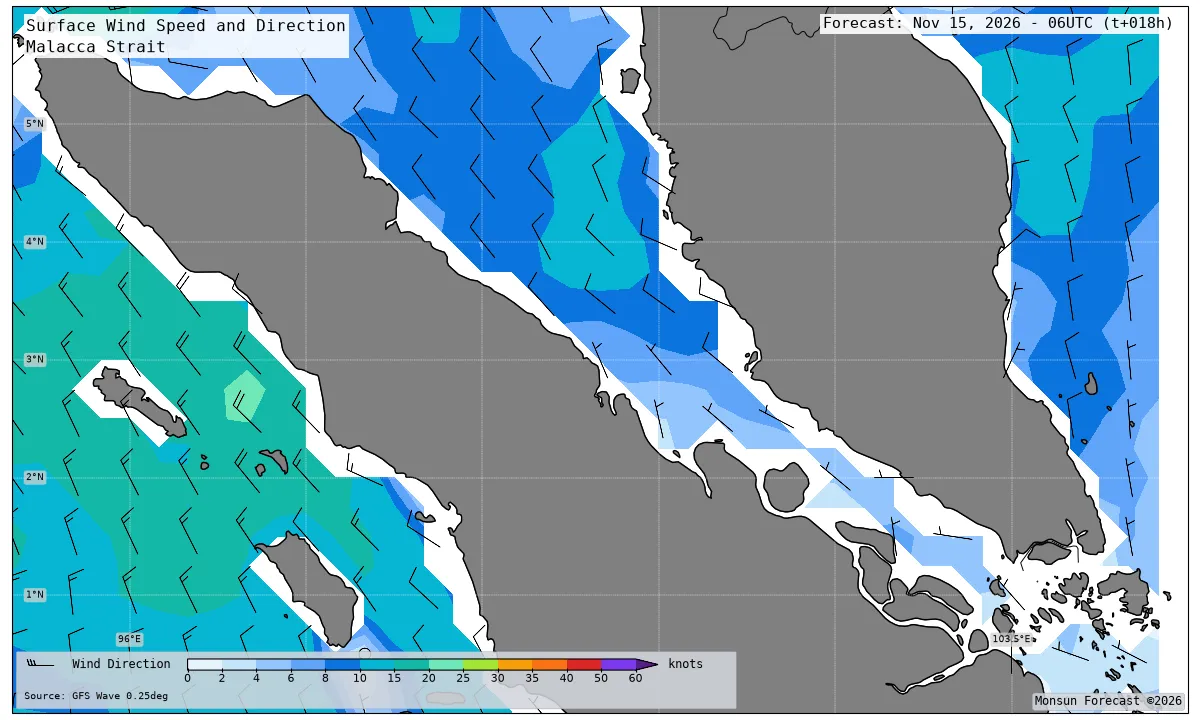 Surface Wind Speed and Direction
Malacca Strait
Forecast: Nov 15, 2026 - 06UTC (t+018h)
5°N
4°N
3°N
2°N
1°N
96°E
103.5°E
Wind Direction
0 2 4 6 8 10 15 20 25 30 35 40 50 60
knots
Source: GFS Wave 0.25deg
Monsun Forecast ©2026